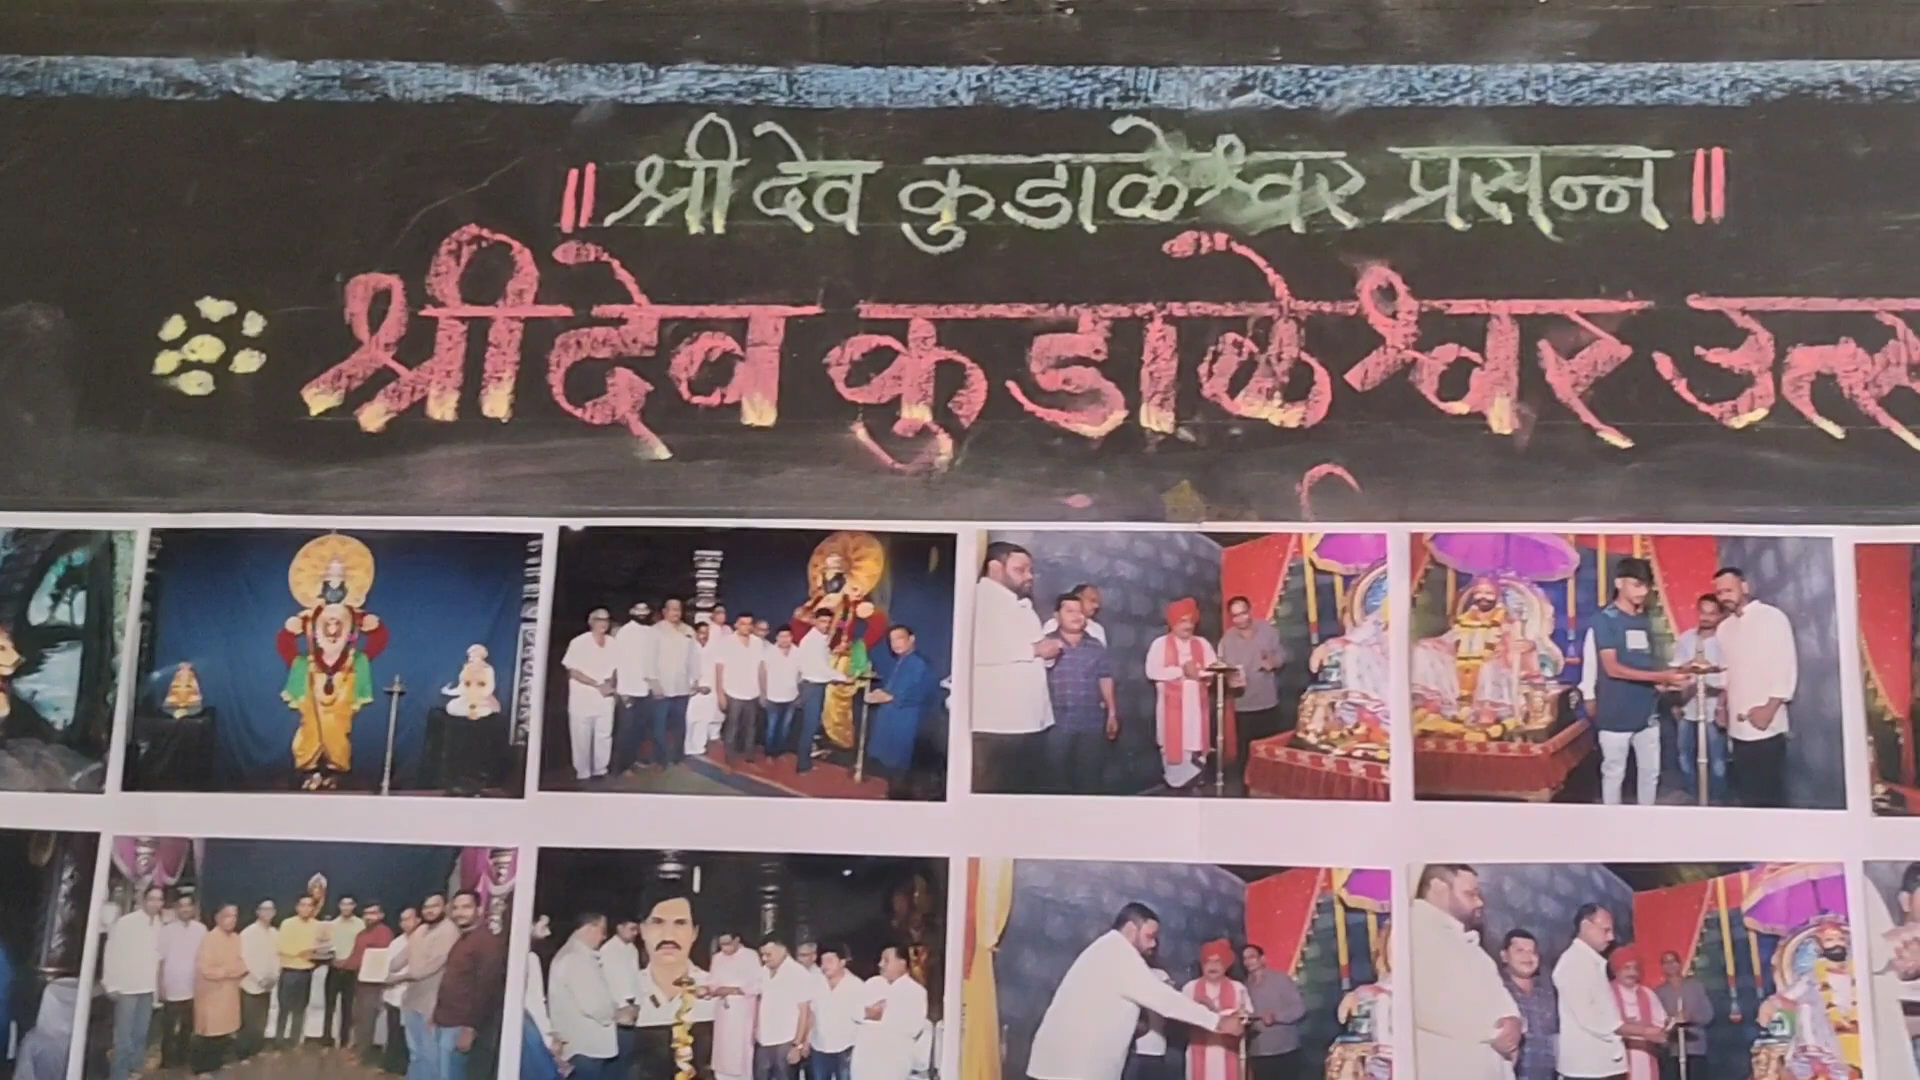 ॥ श्री देव कुडाळेश्वर प्रसन्न ॥
श्री देव कुडाळेश्वर